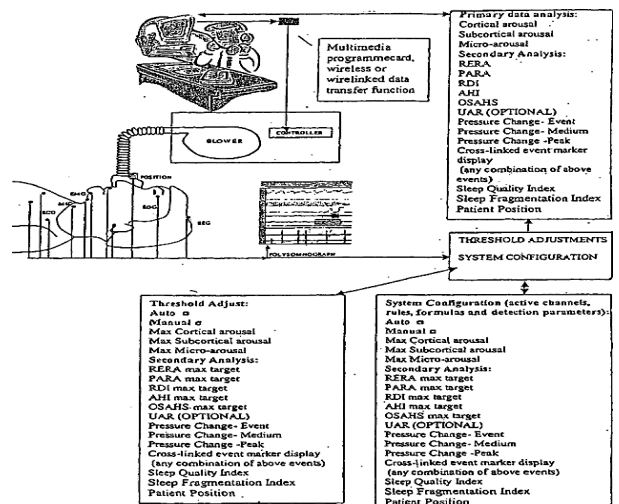 Primary data analysis:
Cortical arousal
Subcortical arousal
Micro-arousal
Secondary Analysis:
RERA
PARA
RDI
AHI
OSAHS
UAR (OPTIONAL)
Pressure Change- Event
Pressure Change- Medium
Pressure Change -Peak
Cross-linked event marker
display
(any combination of above
events)
Sleep Quality Index
Sleep Fragmentation Index
Patient Position
Multimedia
programmecard,
wireless or
wirelinked data
transfer function
BLOWER
CONTROLLER
POSITION
EMG
ECG
EOG
EEG
POLYSOMNOGRAPH
THRESHOLD ADJUSTMENTS
SYSTEM CONFIGURATION
Threshold Adjust:
Auto
Manual
Max Cortical arousal
Max Subcortical arousal
Max Micro-arousal
Secondary Analysis:
RERA max target
PARA max target
RDI max target
AHI max target
OSAHS max target
UAR (OPTIONAL)
Pressure Change- Event
Pressure Change- Medium
Pressure Change -Peak
Cross-linked event marker display
(any combination of above events)
Sleep Quality Index
Sleep Fragmentation Index
Patient Position
System Configuration (active channels,
rules, formulas and detection parameters):
Auto
Manual
Max Cortical arousal
Max Subcortical arousal
Max Micro-arousal
Secondary Analysis:
RERA max target
PARA max target
RDI max target
AHI max target
OSAHS max target
UAR (OPTIONAL)
Pressure Change- Event
Pressure Change- Medium
Pressure Change -Peak
Cross-linked event marker display
(any combination of above events)
Sleep Quality Index
Sleep Fragmentation Index
Patient Position